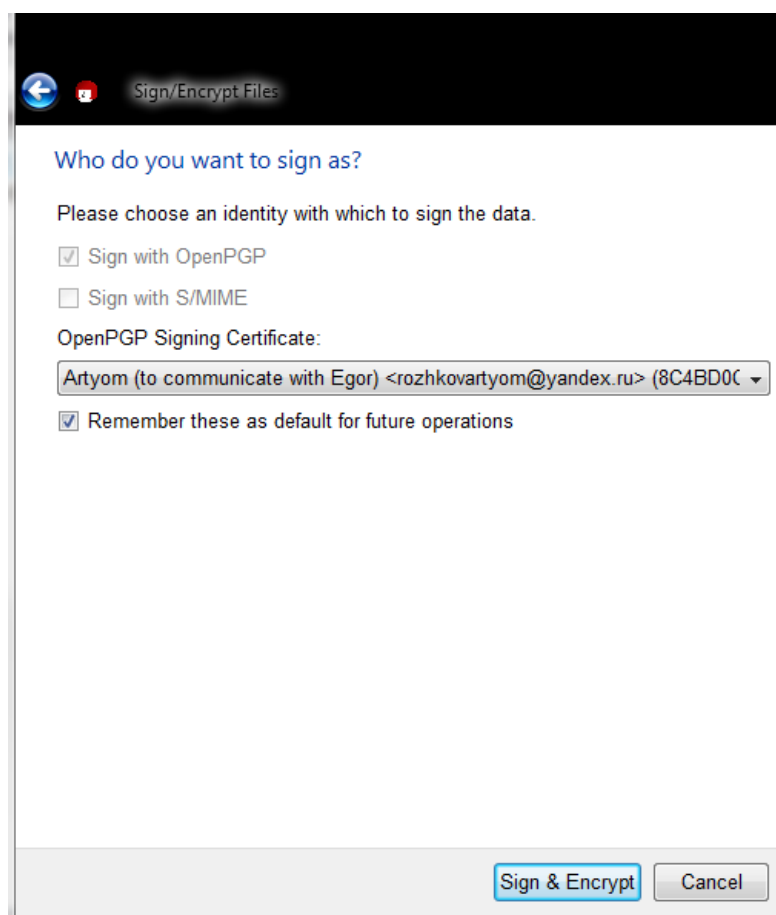 Sign/Encrypt Files
Who do you want to sign as?
Please choose an identity with which to sign the data.
Sign with OpenPGP
Sign with S/MIME
OpenPGP Signing Certificate:
Artyom (to communicate with Egor) <rozhkovartyom@yandex.ru> (8C4BD0
Remember these as default for future operations
Sign & Encrypt
Cancel